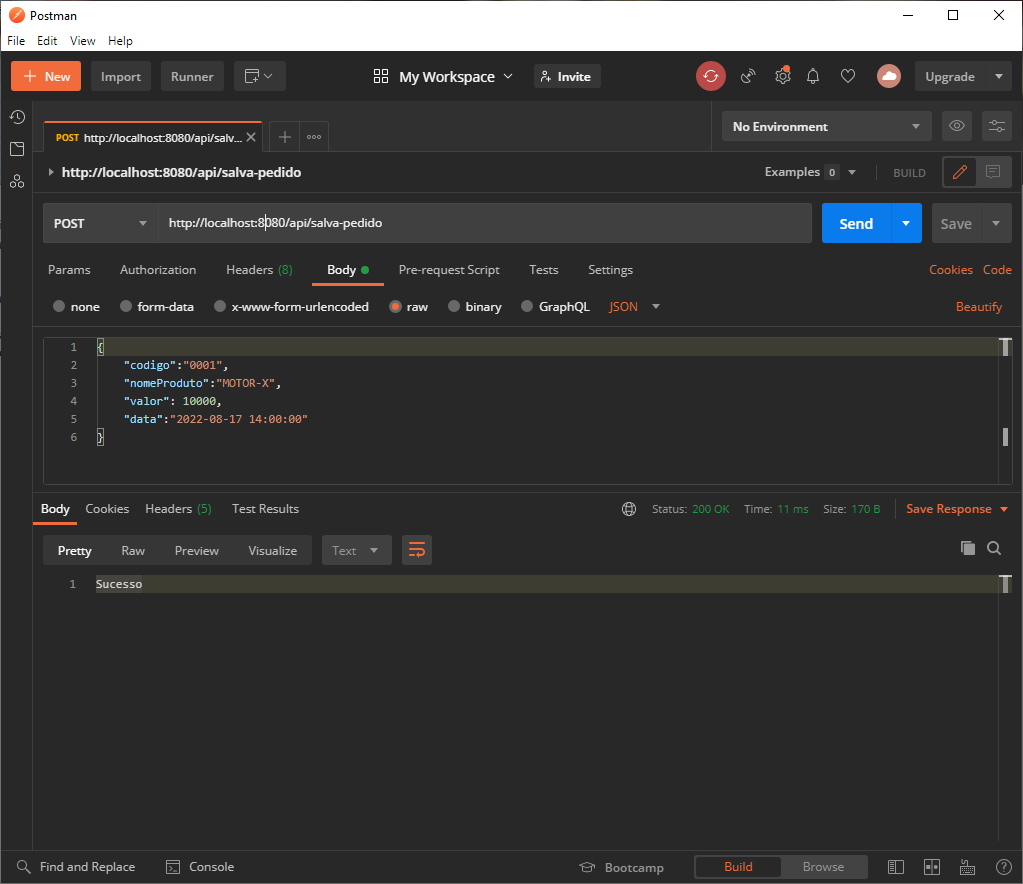 Postman
File Edit View Help
+ New Import Runner My Workspace Invite Upgrade
POST http://localhost:8080/api/salv... No Environment
http://localhost:8080/api/salva-pedido Examples 0 BUILD
POST http://localhost:8080/api/salva-pedido Send Save
Params Authorization Headers (8) Body Pre-request Script Tests Settings Cookies Code
none form-data x-www-form-urlencoded raw binary GraphQL JSON Beautify
1 {
2 "codigo":"0001",
3 "nomeProduto":"MOTOR-X",
4 "valor": 10000,
5 "data":"2022-08-17 14:00:00"
6 }
Body Cookies Headers (5) Test Results Status: 200 OK Time: 11 ms Size: 170 B Save Response
Pretty Raw Preview Visualize Text
1 Sucesso
Find and Replace Console Bootcamp Build Browse